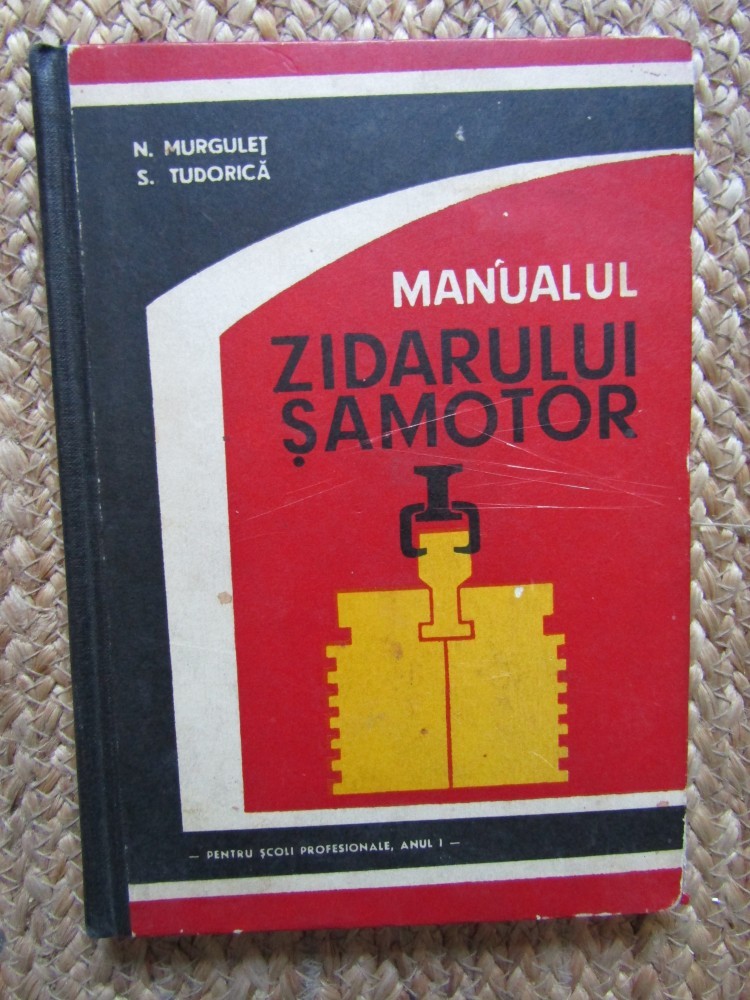 N. MURGULEȚ
S. TUDORICĂ
MANUALUL
ZIDARULUI
ȘAMOTOR
— PENTRU ȘCOLI PROFESIONALE, ANUL I —